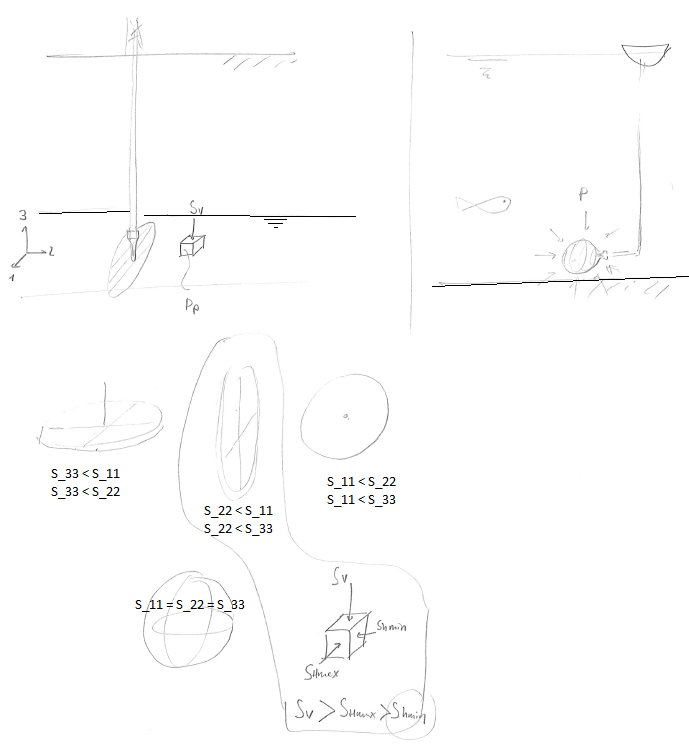 3
2
1
Sv
Pp
P
S_33 < S_11
S_33 < S_22
S_22 < S_11
S_22 < S_33
S_11 < S_22
S_11 < S_33
S_11 = S_22 = S_33
Sv
Shmin
SHmax
Sv > SHmax > Shmin